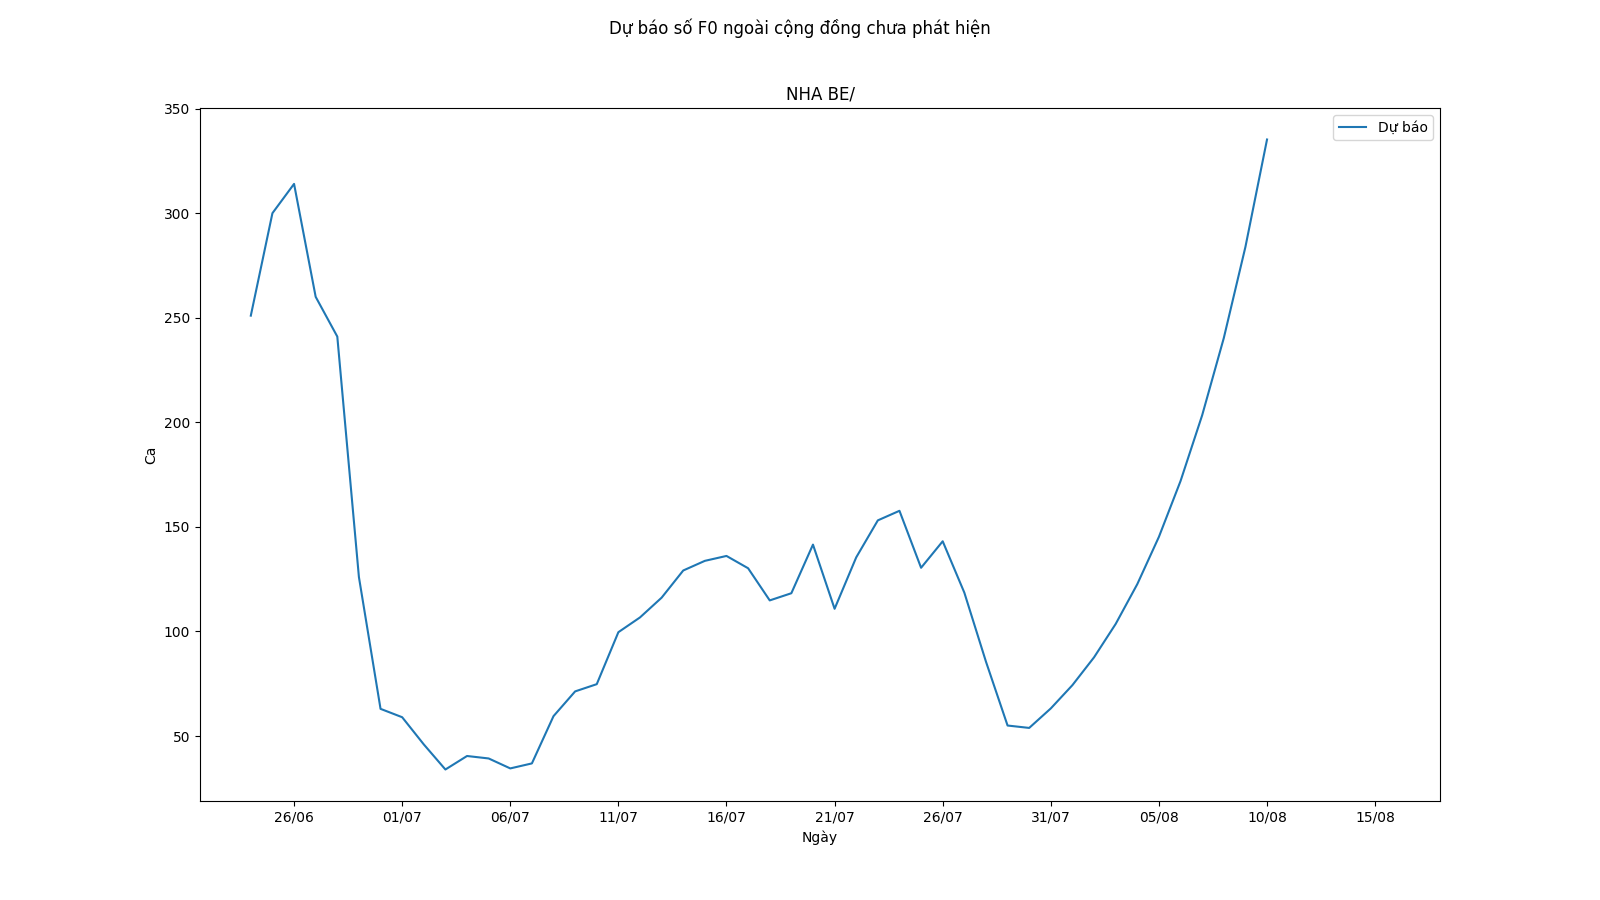 Dự báo số F0 ngoài cộng đồng chưa phát hiện
NHA BE/
Dự báo
350
300
250
200
150
100
50
Ca
26/06 01/07 06/07 11/07 16/07 21/07 26/07 31/07 05/08 10/08 15/08
Ngày